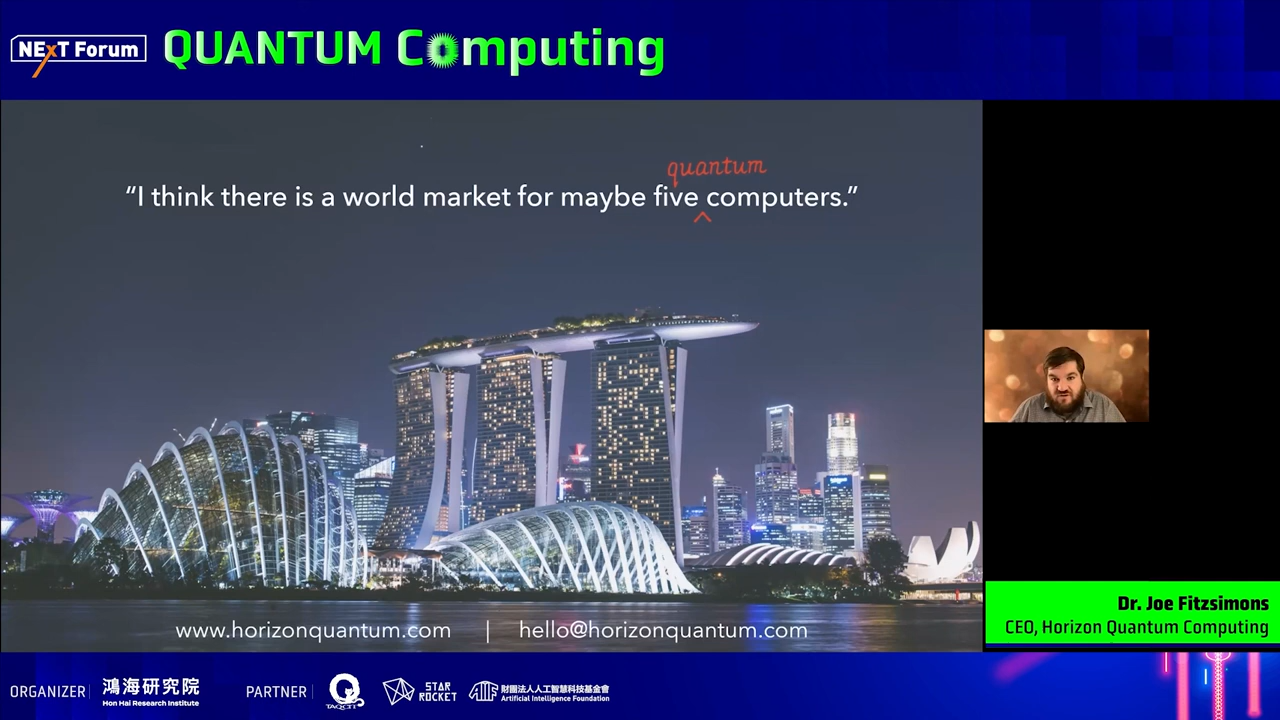 NExT Forum
QUANTUM Computing
quantum
“I think there is a world market for maybe five computers.”
^
www.horizonquantum.com | hello@horizonquantum.com
Dr. Joe Fitzsimons
CEO, Horizon Quantum Computing
ORGANIZER
鴻海研究院
Hon Hai Research Institute
PARTNER
TAQCIT
STAR
ROCKET
財團法人人工智慧科技基金會
Artificial Intelligence Foundation